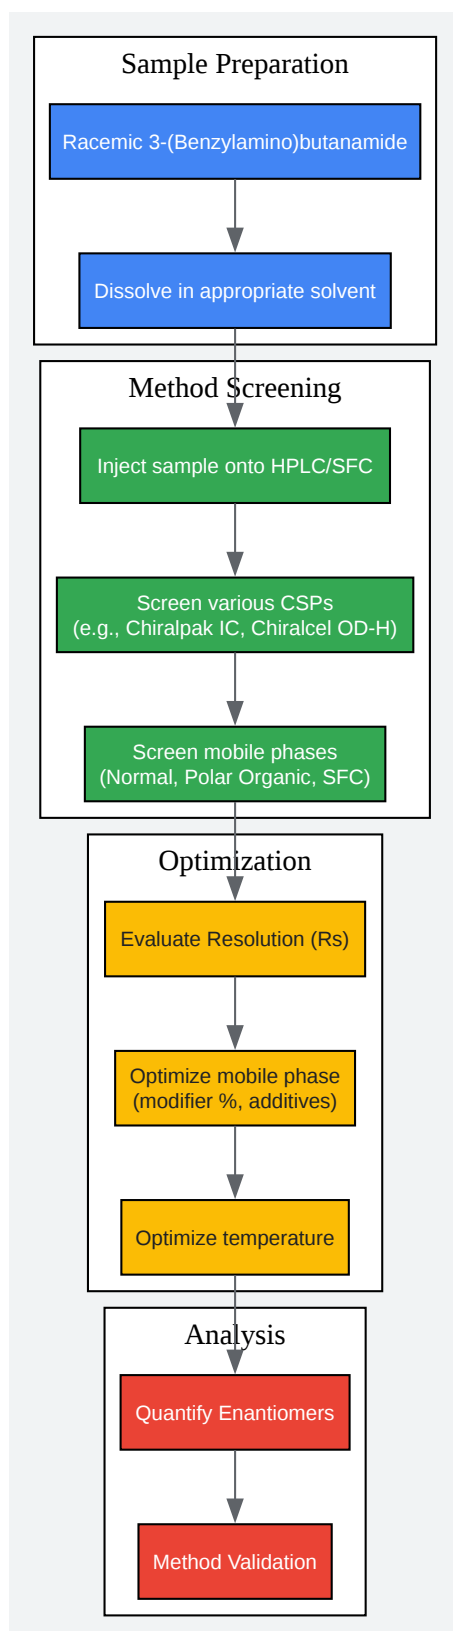 Sample Preparation
Racemic 3-(Benzylamino)butanamide
Dissolve in appropriate solvent
Method Screening
Inject sample onto HPLC/SFC
Screen various CSPs
(e.g., Chiralpak IC, Chiralcel OD-H)
Screen mobile phases
(Normal, Polar Organic, SFC)
Optimization
Evaluate Resolution (Rs)
Optimize mobile phase
(modifier %, additives)
Optimize temperature
Analysis
Quantify Enantiomers
Method Validation